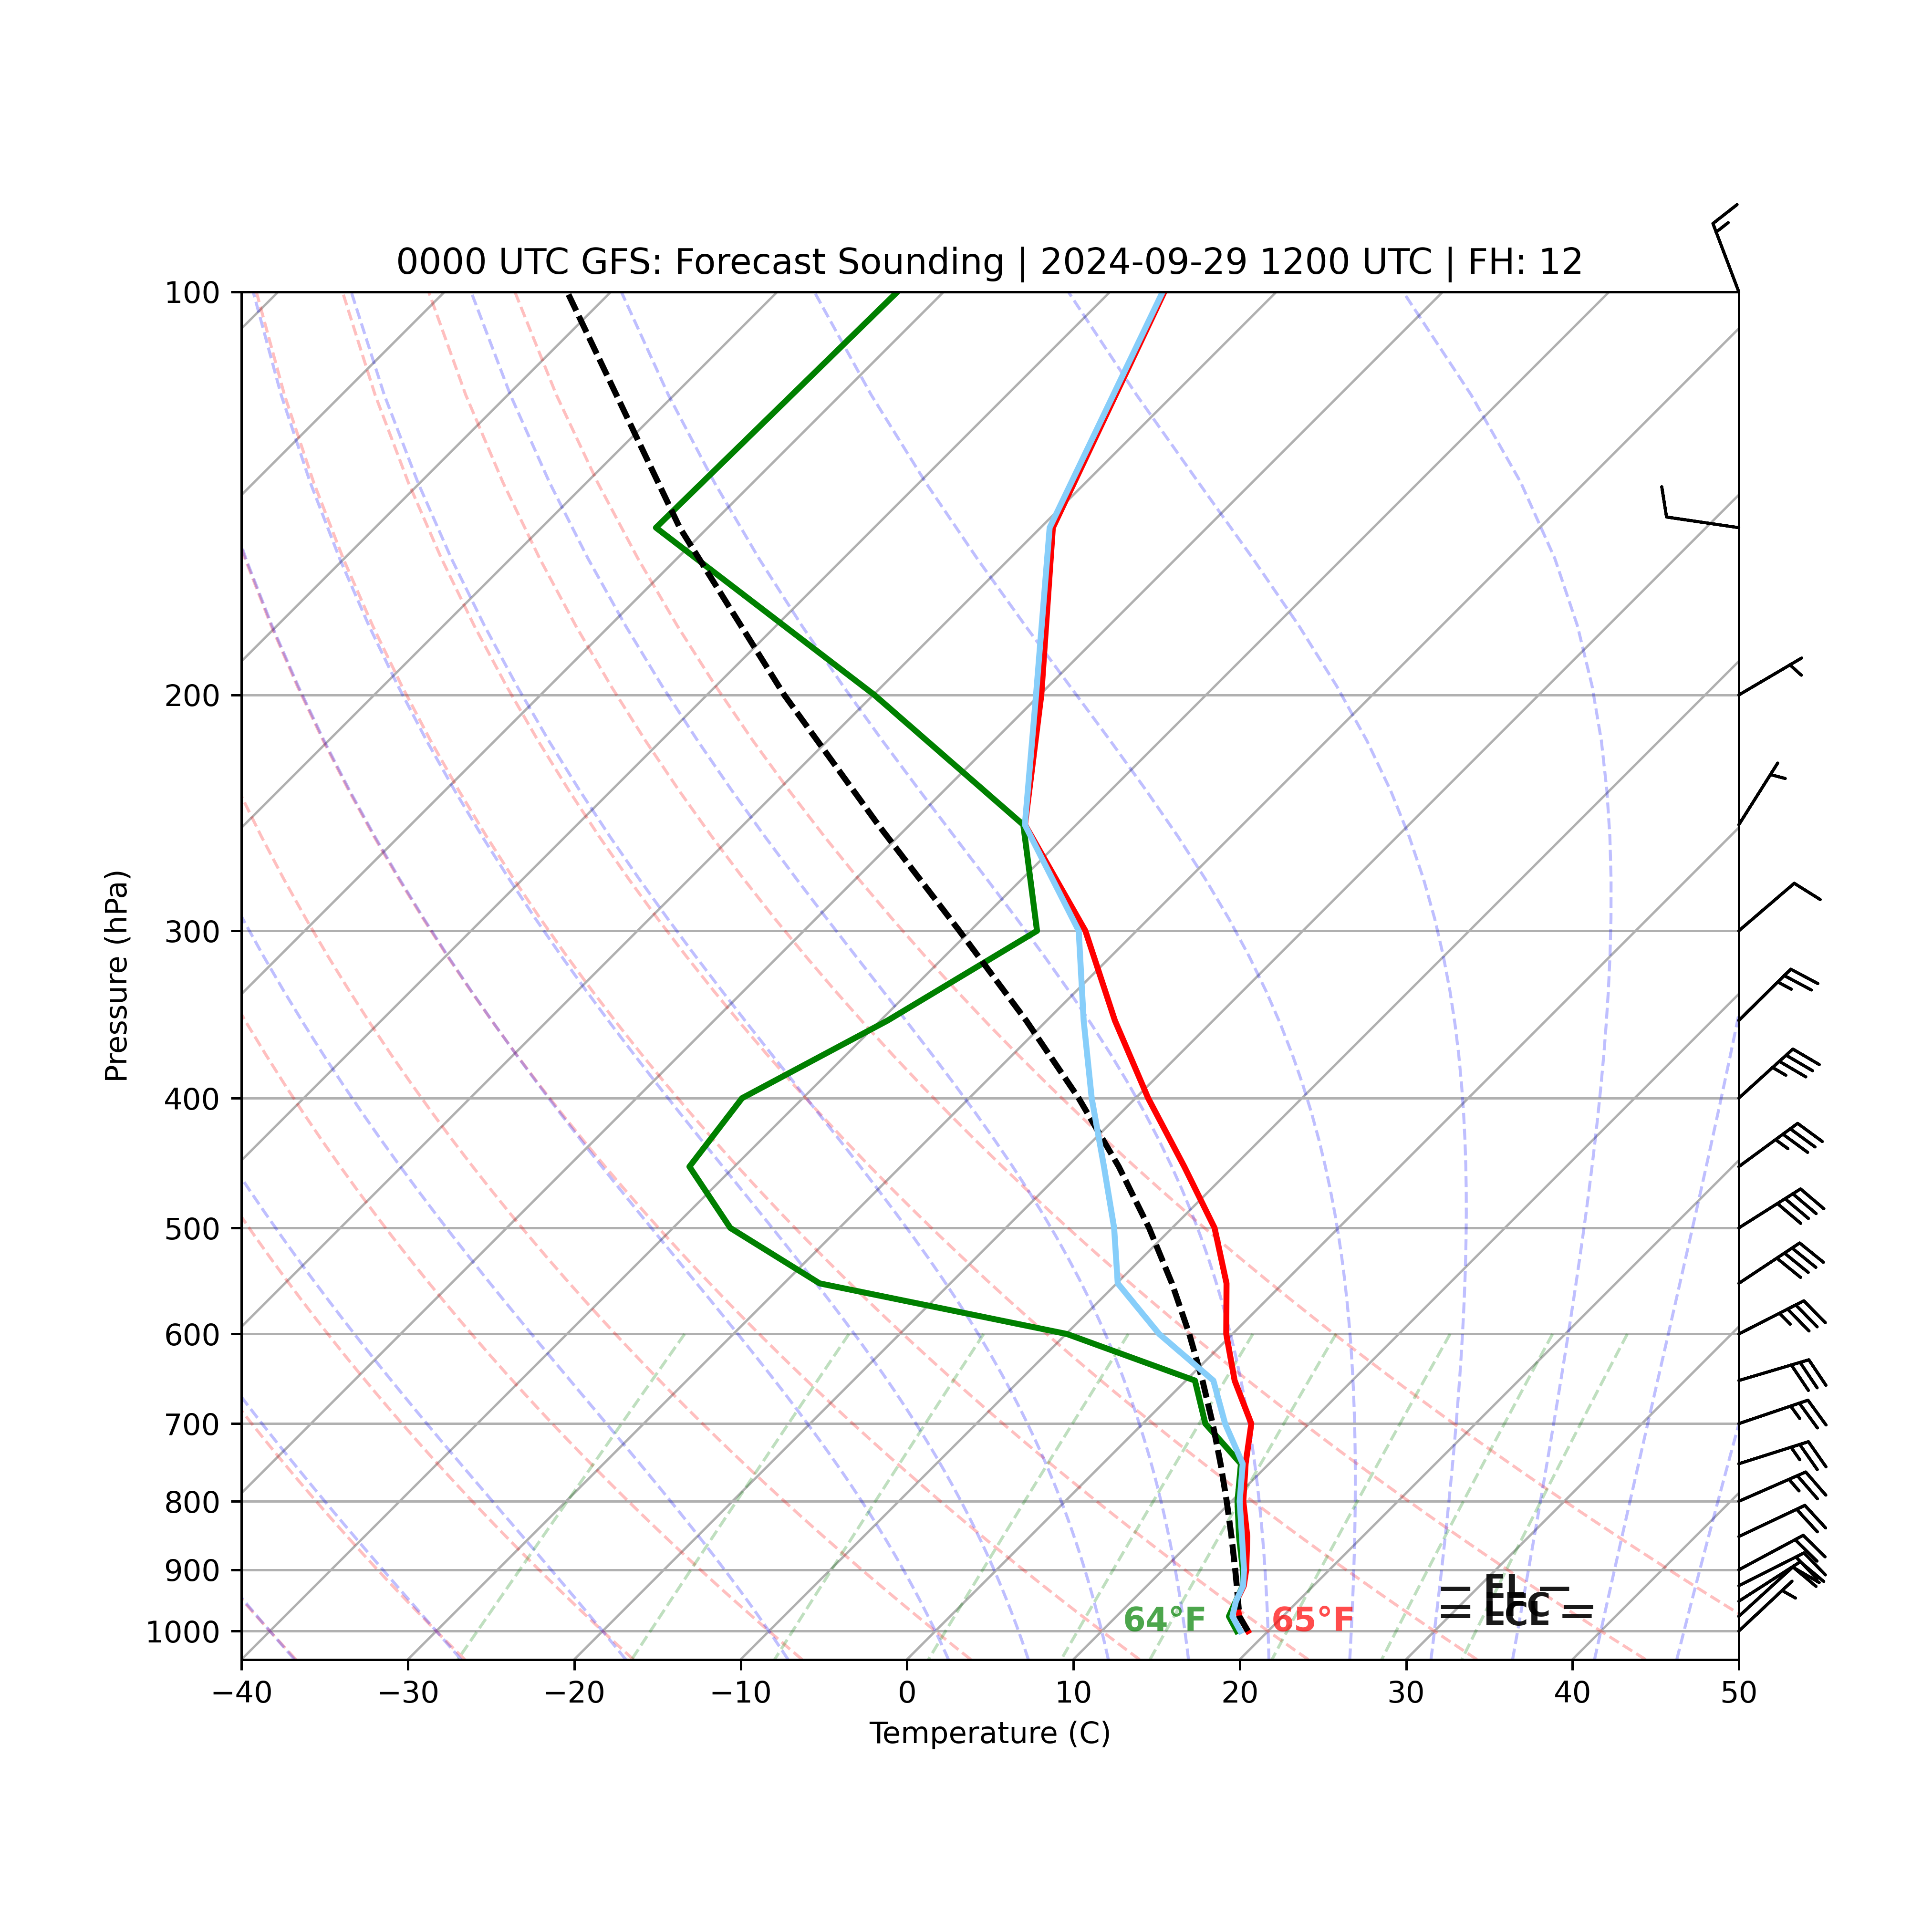 0000 UTC GFS: Forecast Sounding | 2024-09-29 1200 UTC | FH: 12
100
200
300
400
500
600
700
800
900
1000
Pressure (hPa)
64°F
65°F
= EL =
−40 −30 −20 −10 0 10 20 30 40 50
Temperature (C)